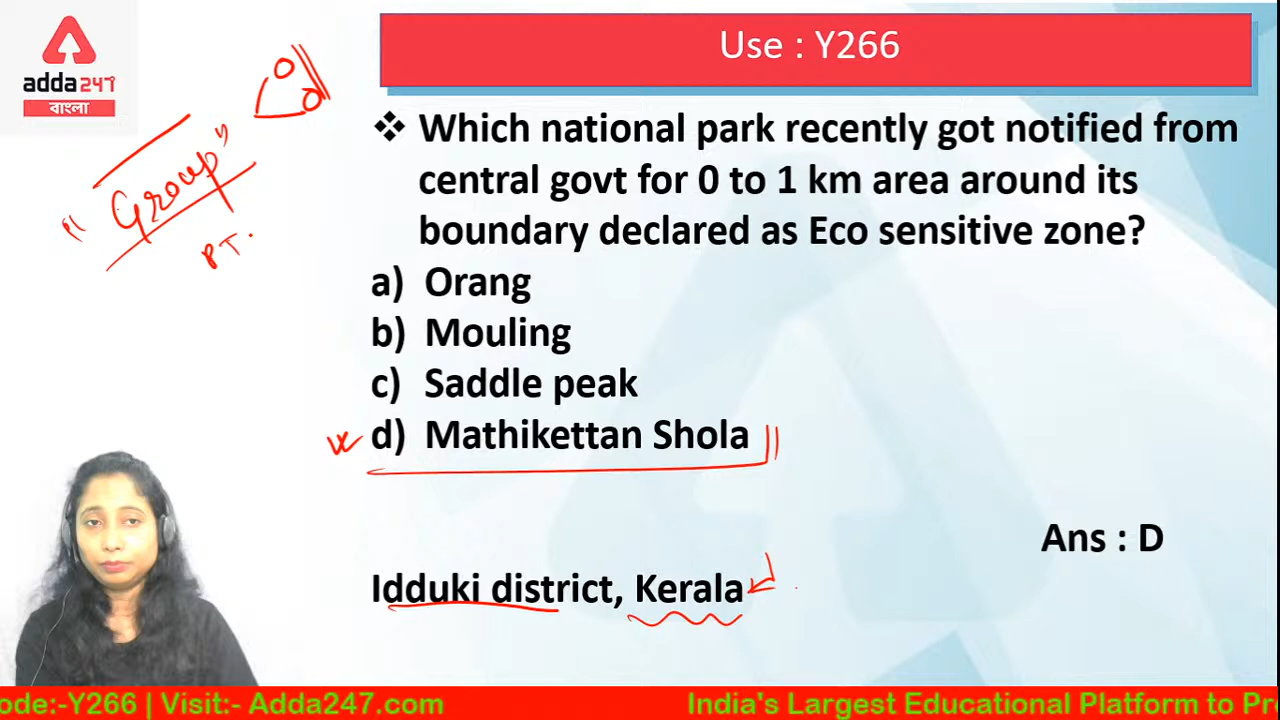 adda247
বাংলা
Use : Y266
"Group"
PT.
❖ Which national park recently got notified from
central govt for 0 to 1 km area around its
boundary declared as Eco sensitive zone?
a) Orang
b) Mouling
c) Saddle peak
d) Mathikettan Shola
Ans : D
Idduki district, Kerala
ode:-Y266 | Visit:- Adda247.com
India's Largest Educational Platform to Pr